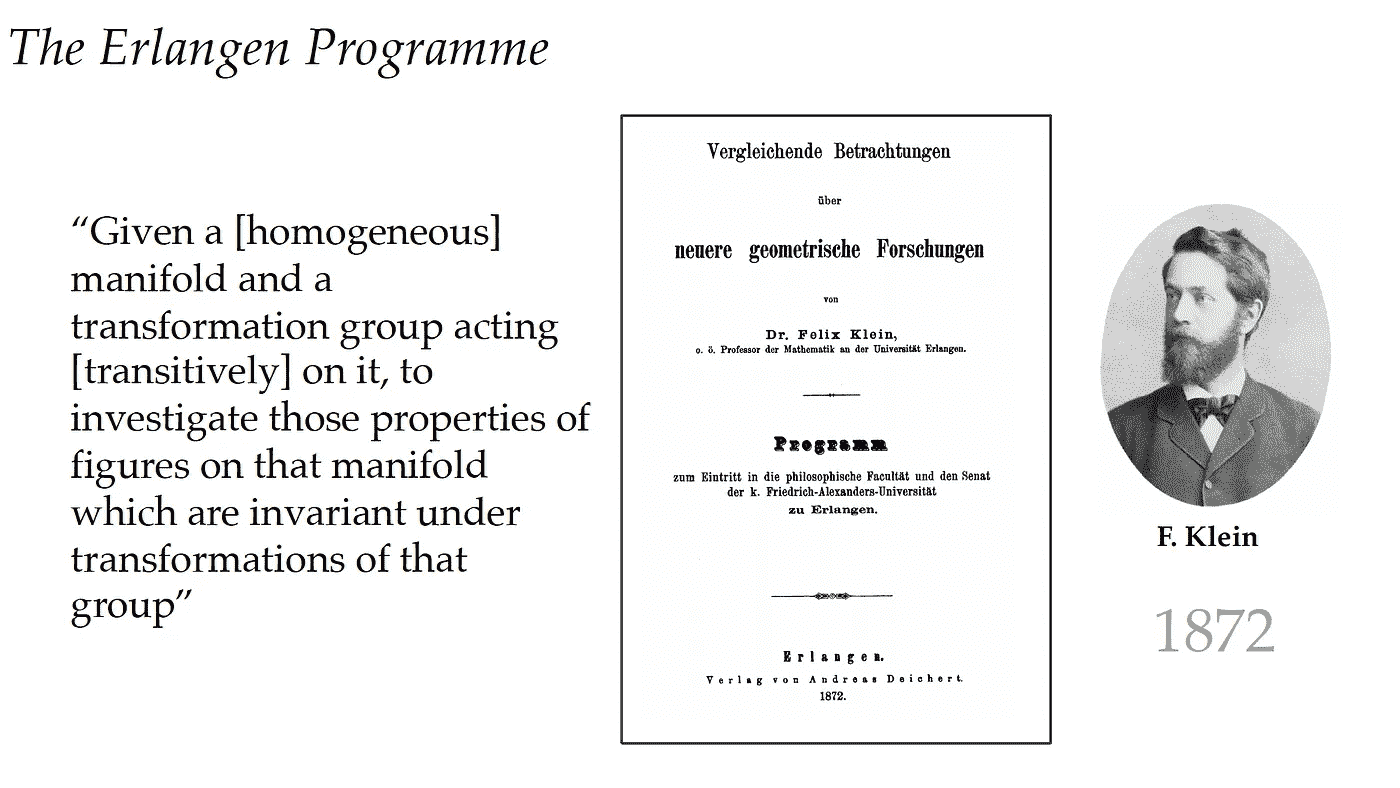 The Erlangen Programme
“Given a [homogeneous]
manifold and a
transformation group acting
[transitively] on it, to
investigate those properties of
figures on that manifold
which are invariant under
transformations of that
group”
Vergleichende Betrachtungen
über
neuere geometrische Forschungen
von
Dr. Felix Klein,
o. ö. Professor der Mathematik an der Universität Erlangen.
Programm
zum Eintritt in die philosophische Facultät und den Senat
der k. Friedrich-Alexanders-Universität
zu Erlangen.
Erlangen.
Verlag von Andreas Deichert.
1872.
F. Klein
1872